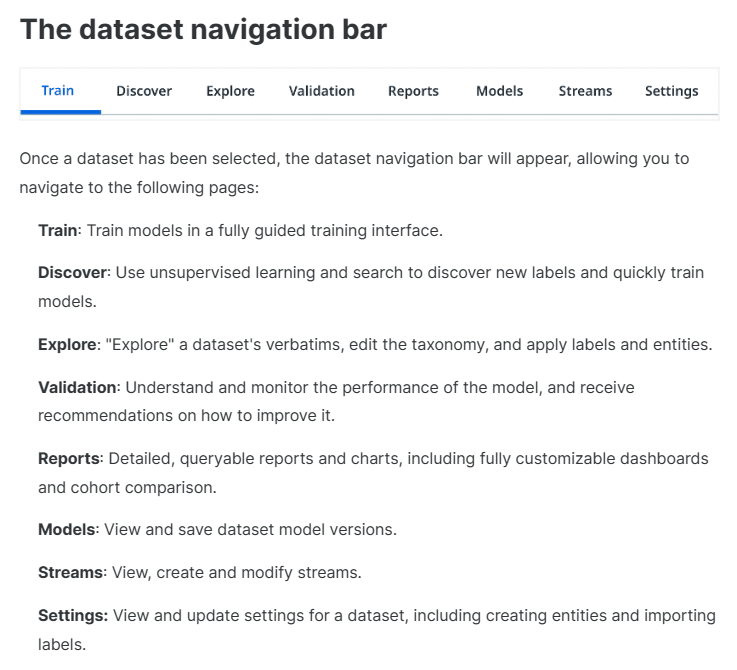 The dataset navigation bar
Train Discover Explore Validation Reports Models Streams Settings
Once a dataset has been selected, the dataset navigation bar will appear, allowing you to
navigate to the following pages:
Train: Train models in a fully guided training interface.
Discover: Use unsupervised learning and search to discover new labels and quickly train
models.
Explore: "Explore" a dataset's verbatims, edit the taxonomy, and apply labels and entities.
Validation: Understand and monitor the performance of the model, and receive
recommendations on how to improve it.
Reports: Detailed, queryable reports and charts, including fully customizable dashboards
and cohort comparison.
Models: View and save dataset model versions.
Streams: View, create and modify streams.
Settings: View and update settings for a dataset, including creating entities and importing
labels.